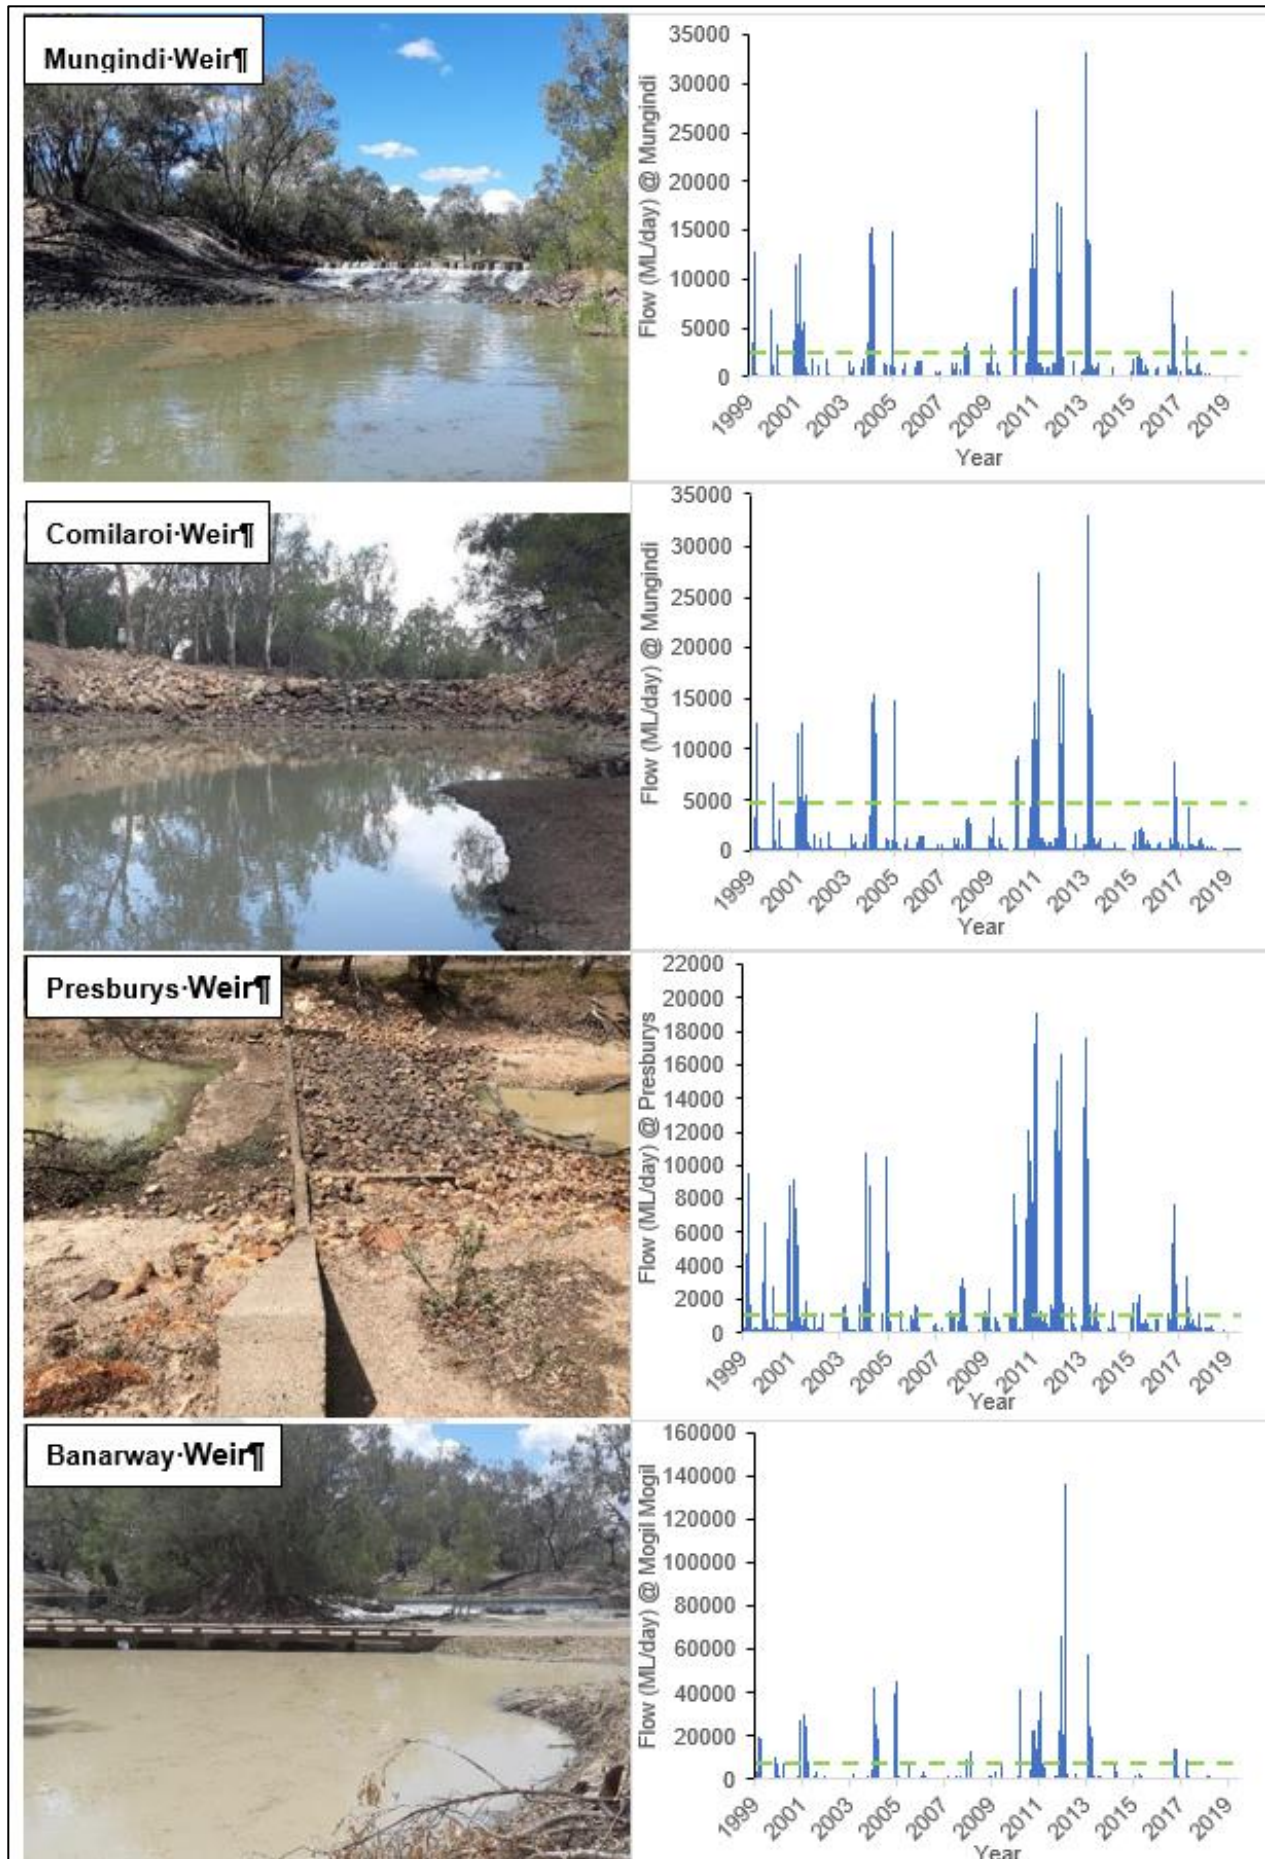 Mungindi·Weir¶
Flow (ML/day) @ Mungindi
35000
30000
25000
20000
15000
10000
5000
0
1999 2001 2003 2005 2007 2009 2011 2013 2015 2017 2019
Year
Comilaroi·Weir¶
Flow (ML/day) @ Mungindi
35000
30000
25000
20000
15000
10000
5000
0
1999 2001 2003 2005 2007 2009 2011 2013 2015 2017 2019
Year
Presburys·Weir¶
Flow (ML/day) @ Presburys
22000
20000
18000
16000
14000
12000
10000
8000
6000
4000
2000
0
1999 2001 2003 2005 2007 2009 2011 2013 2015 2017 2019
Year
Banarway·Weir¶
Flow (ML/day) @ Mogil Mogil
160000
140000
120000
100000
80000
60000
40000
20000
0
1999 2001 2003 2005 2007 2009 2011 2013 2015 2017 2019
Year